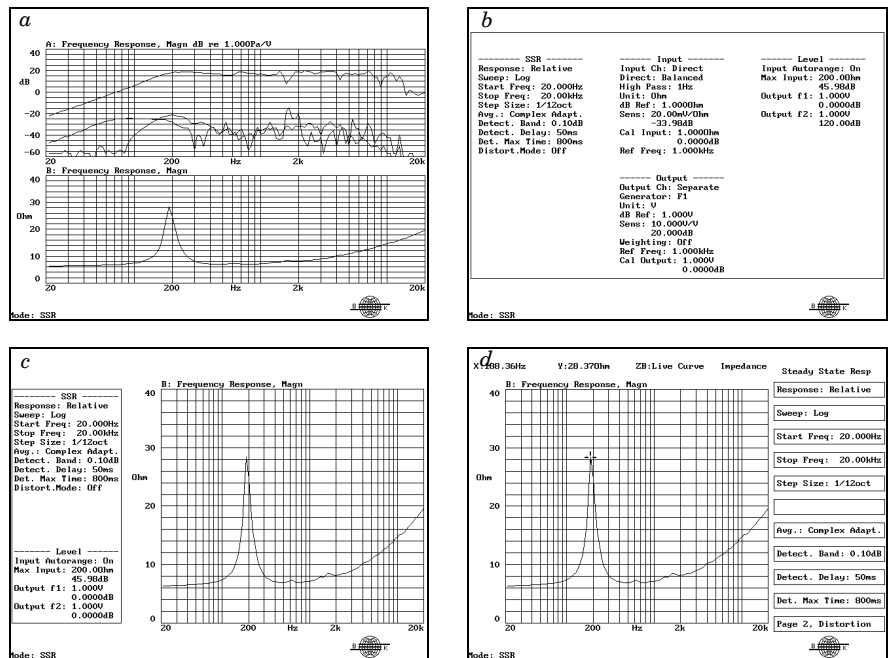 a
A: Frequency Response, Magn dB re 1.000Pa/V
40
20
dB
0
-20
-40
-60
20 200 Hz 2k 20k
B: Frequency Response, Magn
40
30
Ohm
20
10
0
20 200 Hz 2k 20k
B K
Mode: SSR
b
------- SSR -------
Response: Relative
Sweep: Log
Start Freq: 20.000Hz
Stop Freq: 20.00kHz
Step Size: 1/12oct
Avg.: Complex Adapt.
Detect. Band: 0.10dB
Detect. Delay: 50ms
Det. Max Time: 800ms
Distort.Mode: Off
------ Input ------
Input Ch: Direct
Direct: Balanced
High Pass: 1Hz
Unit: Ohm
dB Ref: 1.000Ohm
Sens: 20.00mV/Ohm
-33.98dB
Cal Input: 1.000Ohm
0.0000dB
Ref Freq: 1.000kHz
------ Output ------
Output Ch: Separate
Generator: F1
Unit: V
dB Ref: 1.000V
Sens: 10.000V/V
20.000dB
Weighting: Off
Ref Freq: 1.000kHz
Cal Output: 1.000V
0.0000dB
------ Level ------
Input Autorange: On
Max Input: 200.0Ohm
45.98dB
Output f1: 1.000V
0.0000dB
Output f2: 1.000V
120.00dB
B K
Mode: SSR
c
-------- SSR --------
Response: Relative
Sweep: Log
Start Freq: 20.000Hz
Stop Freq: 20.00kHz
Step Size: 1/12oct
Avg.: Complex Adapt.
Detect. Band: 0.10dB
Detect. Delay: 50ms
Det. Max Time: 800ms
Distort.Mode: Off
------ Level ------
Input Autorange: On
Max Input: 200.0Ohm
45.98dB
Output f1: 1.000V
0.0000dB
Output f2: 1.000V
0.0000dB
B: Frequency Response, Magn
40
30
Ohm
20
10
0
20 200 Hz 2k 20k
B K
Mode: SSR
d
X:188.36Hz Y:28.37Ohm ZB:Live Curve Impedance
B: Frequency Response, Magn
40
30
Ohm
20
10
0
20 200 Hz 2k 20k
Steady State Resp
Response: Relative
Sweep: Log
Start Freq: 20.000Hz
Stop Freq: 20.00kHz
Step Size: 1/12oct
Avg.: Complex Adapt.
Detect. Band: 0.10dB
Detect. Delay: 50ms
Det. Max Time: 800ms
Page 2, Distortion
B K
Mode: SSR